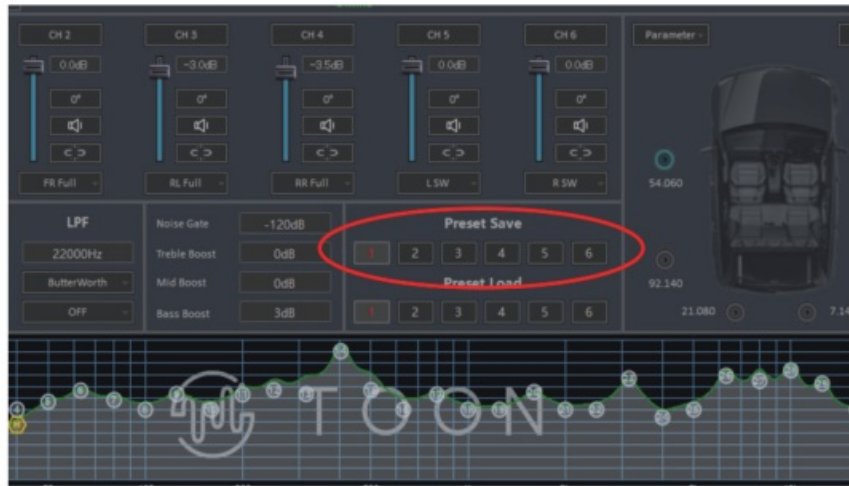 CH 2 CH 3 CH 4 CH 5 CH 6 Parameter
0.0dB -3.0dB -3.5dB 0.0dB 0.0dB
0° 0° 0° 0° 0°
FR Full RL Full RR Full L SW R SW
54.060
LPF Noise Gate -120dB Preset Save
22000Hz Treble Boost 0dB 1 2 3 4 5 6
ButterWorth Mid Boost 0dB Preset Load
92.140
OFF Bass Boost 3dB 1 2 3 4 5 6
21.080 7.14
TOON